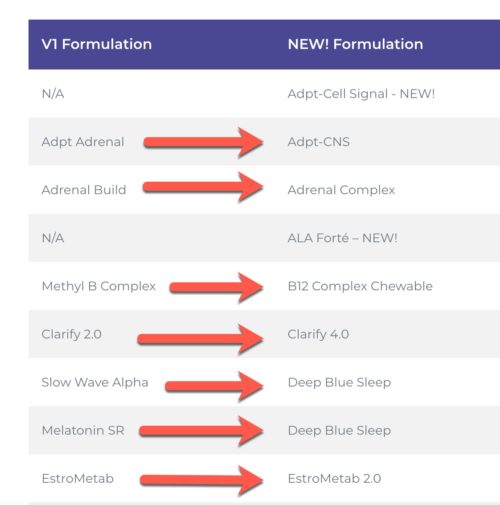 V1 Formulation NEW! Formulation
N/A Adpt-Cell Signal - NEW!
Adpt Adrenal Adpt-CNS
Adrenal Build Adrenal Complex
N/A ALA Forté – NEW!
Methyl B Complex B12 Complex Chewable
Clarify 2.0 Clarify 4.0
Slow Wave Alpha Deep Blue Sleep
Melatonin SR Deep Blue Sleep
EstroMetab EstroMetab 2.0